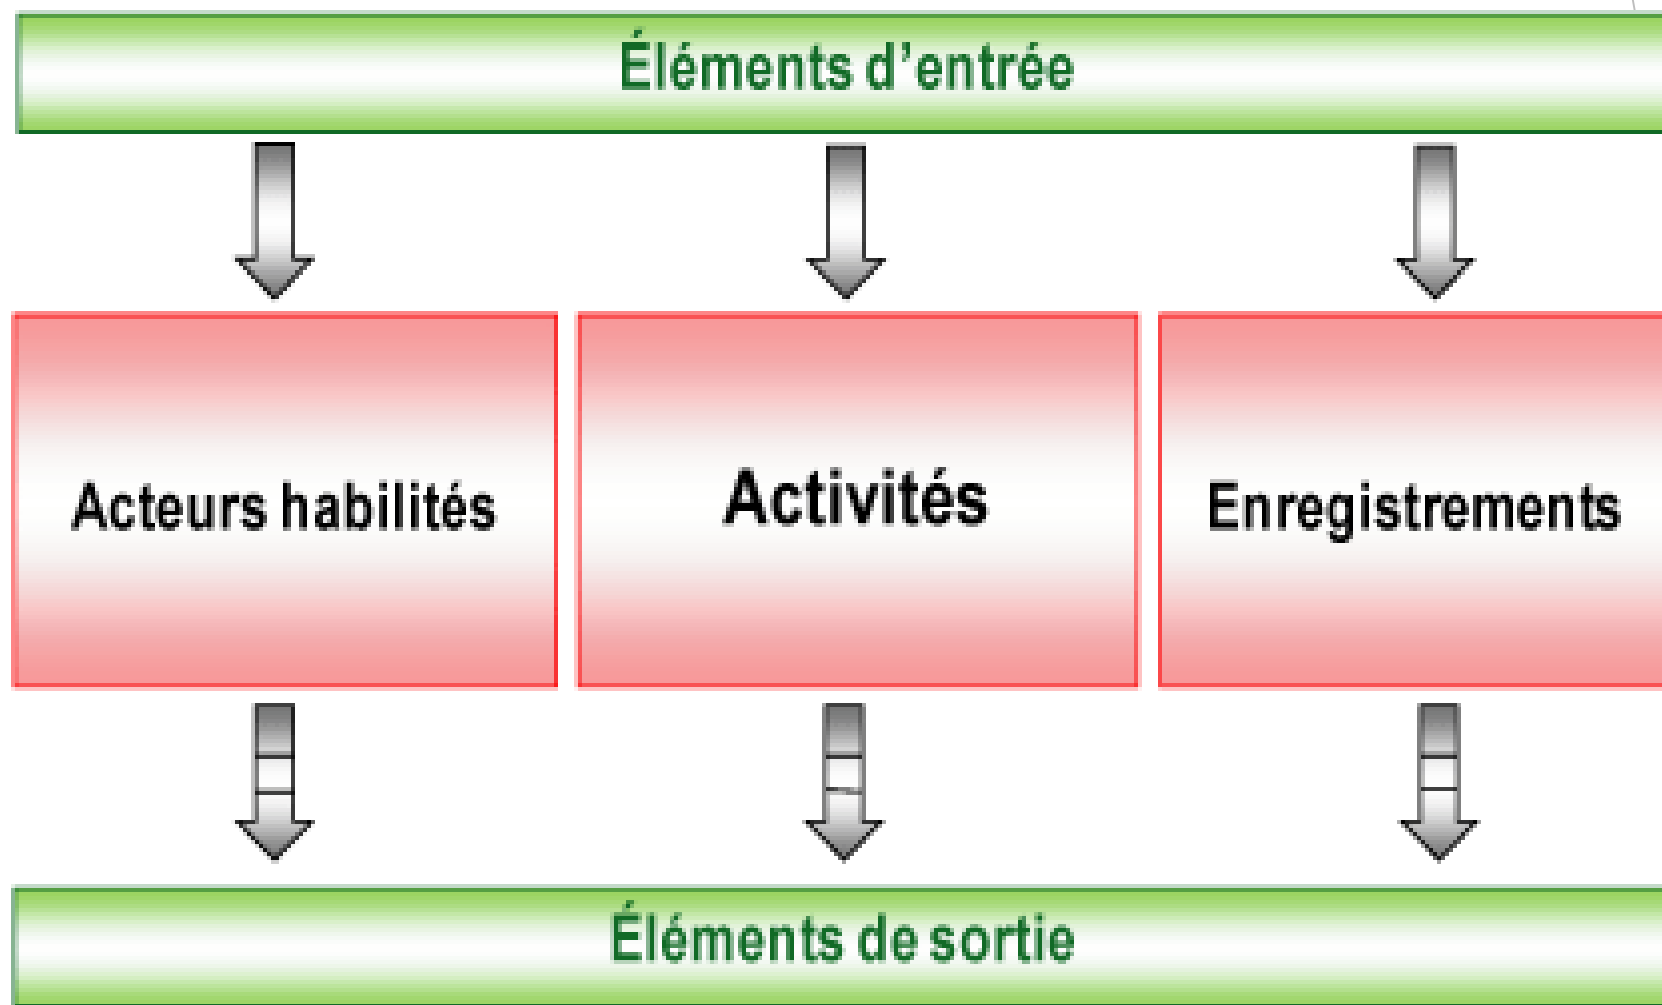 Éléments d’entrée
Acteurs habilités
Activités
Enregistrements
Éléments de sortie